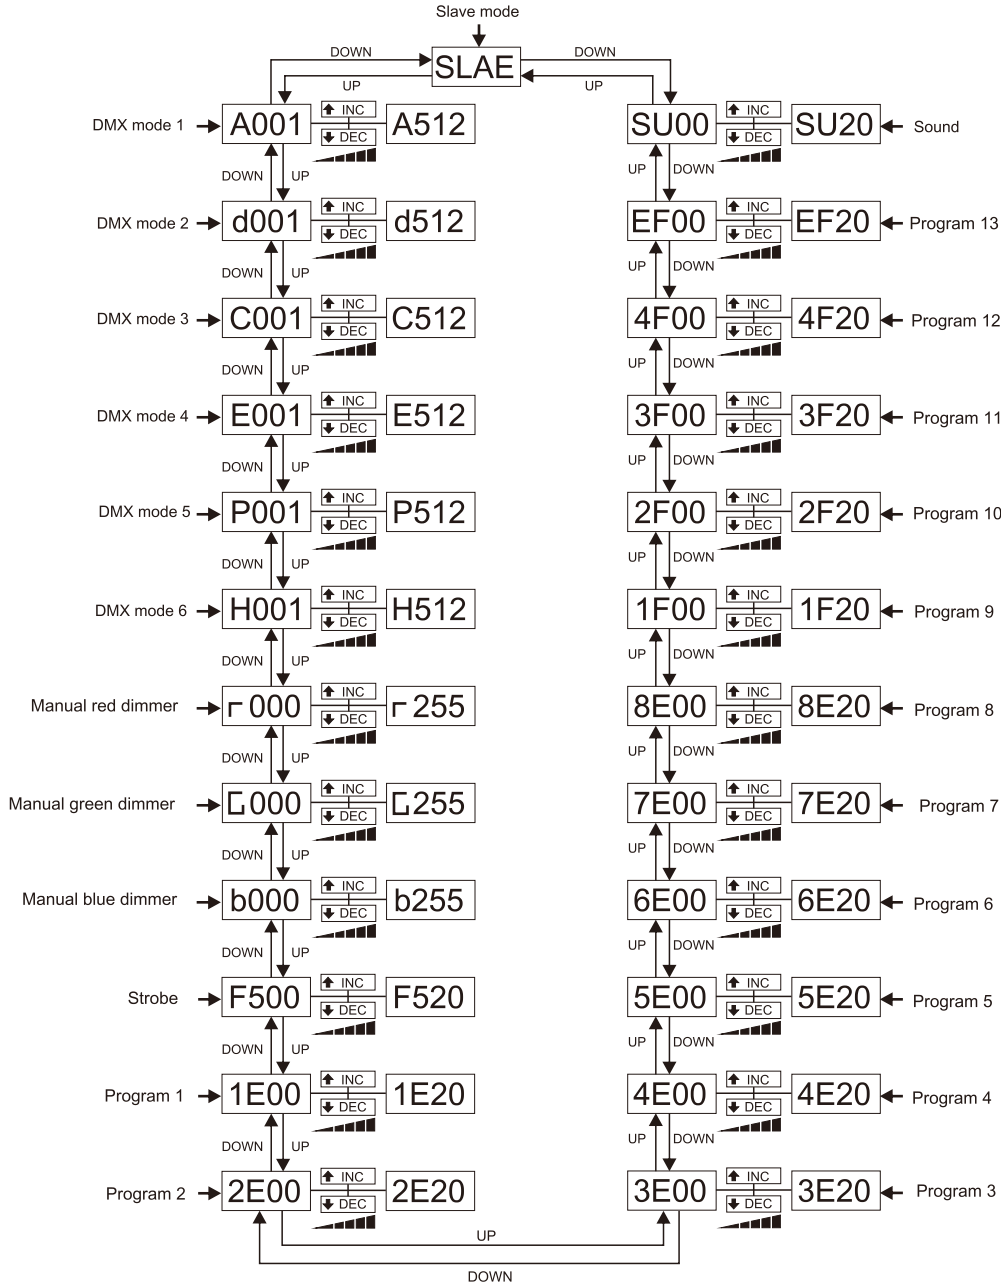 Slave mode
DOWN SLAE DOWN
UP UP
DMX mode 1 A001 INC DEC A512 SU00 INC DEC SU20 Sound
DOWN UP UP DOWN
DMX mode 2 d001 INC DEC d512 EF00 INC DEC EF20 Program 13
DOWN UP UP DOWN
DMX mode 3 C001 INC DEC C512 4F00 INC DEC 4F20 Program 12
DOWN UP UP DOWN
DMX mode 4 E001 INC DEC E512 3F00 INC DEC 3F20 Program 11
DOWN UP UP DOWN
DMX mode 5 P001 INC DEC P512 2F00 INC DEC 2F20 Program 10
DOWN UP UP DOWN
DMX mode 6 H001 INC DEC H512 1F00 INC DEC 1F20 Program 9
DOWN UP UP DOWN
Manual red dimmer r000 INC DEC r255 8E00 INC DEC 8E20 Program 8
DOWN UP UP DOWN
Manual green dimmer G000 INC DEC G255 7E00 INC DEC 7E20 Program 7
DOWN UP UP DOWN
Manual blue dimmer b000 INC DEC b255 6E00 INC DEC 6E20 Program 6
DOWN UP UP DOWN
Strobe F500 INC DEC F520 5E00 INC DEC 5E20 Program 5
DOWN UP UP DOWN
Program 1 1E00 INC DEC 1E20 4E00 INC DEC 4E20 Program 4
DOWN UP UP DOWN
Program 2 2E00 INC DEC 2E20 3E00 INC DEC 3E20 Program 3
UP
DOWN